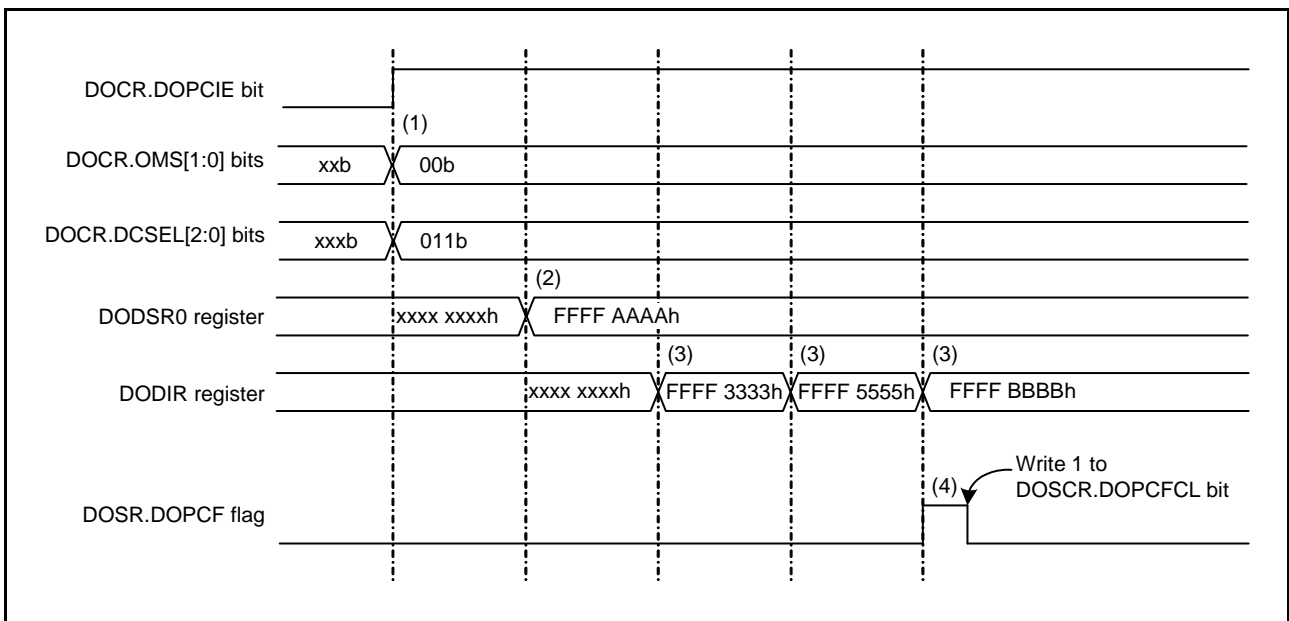 DOCR.DOPCIE bit
(1)
DOCR.OMS[1:0] bits
xxb
00b
DOCR.DCSEL[2:0] bits
xxxb
011b
(2)
DODSR0 register
xxxx xxxxh
FFFF AAAAh
(3)
(3)
(3)
DODIR register
xxxx xxxxh
FFFF 3333h
FFFF 5555h
FFFF BBBBh
Write 1 to
DOSCR.DOPCFCL bit
(4)
DOSR.DOPCF flag